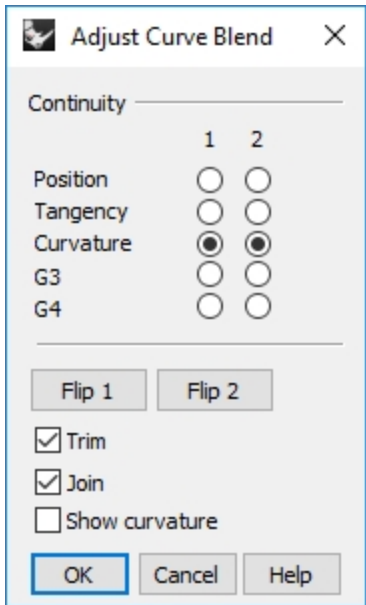 Adjust Curve Blend
Continuity
1 2
Position
Tangency
Curvature
G3
G4
Flip 1 Flip 2
Trim
Join
Show curvature
OK Cancel Help